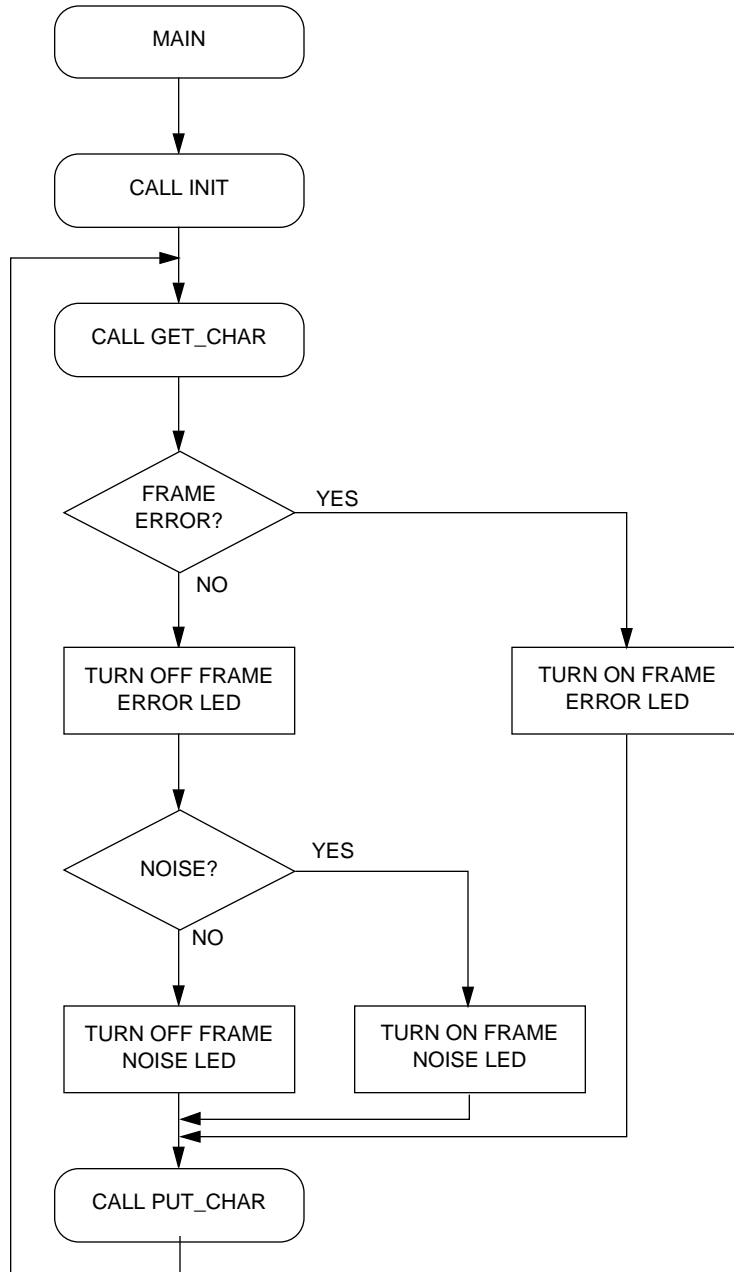 MAIN
CALL INIT
CALL GET_CHAR
FRAME
ERROR?
YES
NO
TURN OFF FRAME
ERROR LED
TURN ON FRAME
ERROR LED
NOISE?
YES
NO
TURN OFF FRAME
NOISE LED
TURN ON FRAME
NOISE LED
CALL PUT_CHAR